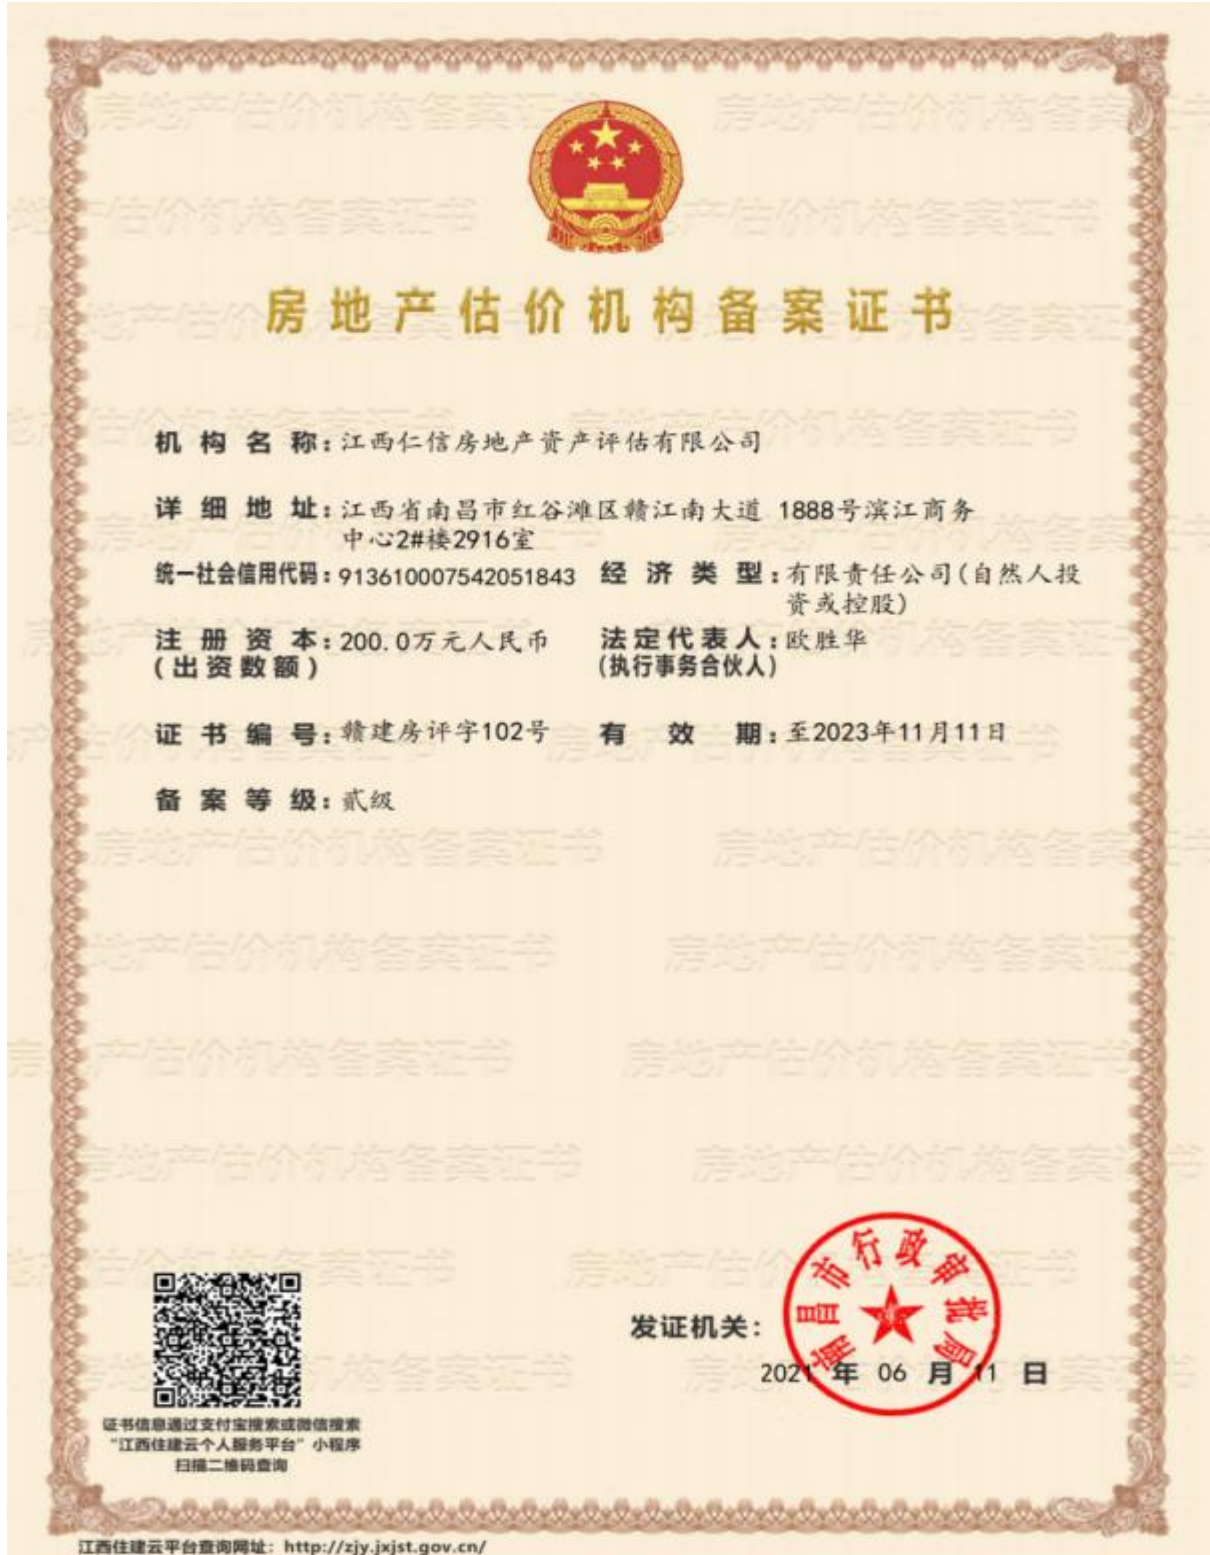 房地产估价机构备案证书
机构名称：江西仁信房地产资产评估有限公司
详细地址：江西省南昌市红谷滩区赣江南大道 1888号滨江商务
中心2#楼2916室
统一社会信用代码：913610007542051843 经济类型：有限责任公司(自然人投
资或控股)
注册资本：200.0万元人民币 法定代表人：欧胜华
(出资数额) (执行事务合伙人)
证书编号：赣建房评字102号 有效期：至2023年11月11日
备案等级：贰级
南昌市行政审批局
发证机关：
2021 年 06 月 11 日
证书信息通过支付宝搜索或微信搜索
“江西住建云个人服务平台”小程序
扫描二维码查询
江西住建云平台查询网址：http://zjy.jxjst.gov.cn/